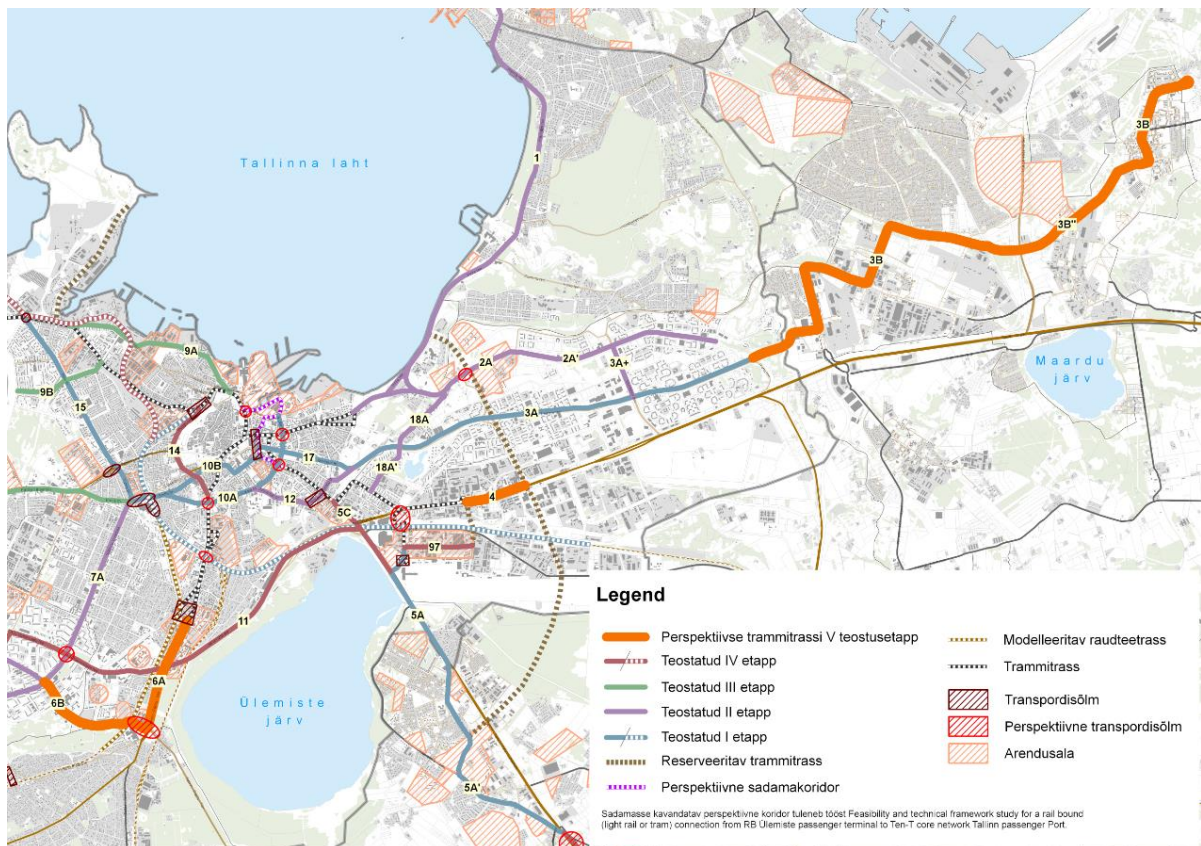 Tallinna laht
1
3B
3B"
3B
2A
2A'
3A+
9A
9B
15
18A
3A
14
10B
17
18A'
10A
12
5C
4
97
7A
11
5A
6A
6B
Ülemiste
järv
5A'
Maardu
järv
Legend
Perspektiivse trammitrassi V teostusetapp
Teostatud IV etapp
Teostatud III etapp
Teostatud II etapp
Teostatud I etapp
Reserveeritav trammitrass
Perspektiivne sadamakoridor
Modelleeritav raudteetrass
Trammitrass
Transpordisõlm
Perspektiivne transpordisõlm
Arendusala
Sadamasse kavandatav perspektiivne koridor tuleneb tööst Feasibility and technical framework study for a rail bound
(light rail or tram) connection from RB Ülemiste passenger terminal to Ten-T core network Tallinn passenger Port.